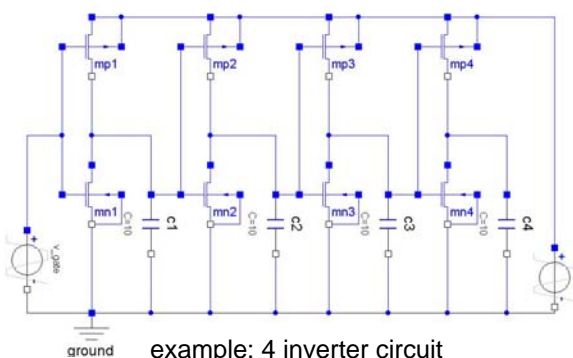 mp1 mp2 mp3 mp4
mn1 C=10 c1 mn2 C=10 c2 mn3 C=10 c3 mn4 C=10 c4
+ v_gate -
+ -
ground
example: 4 inverter circuit